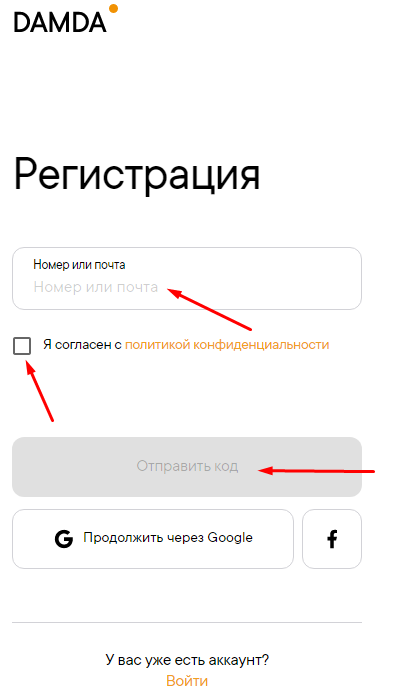 DAMDA
Регистрация
Номер или почта
Номер или почта
Я согласен с политикой конфиденциальности
Отправить код
Продолжить через Google
У вас уже есть аккаунт?
Войти